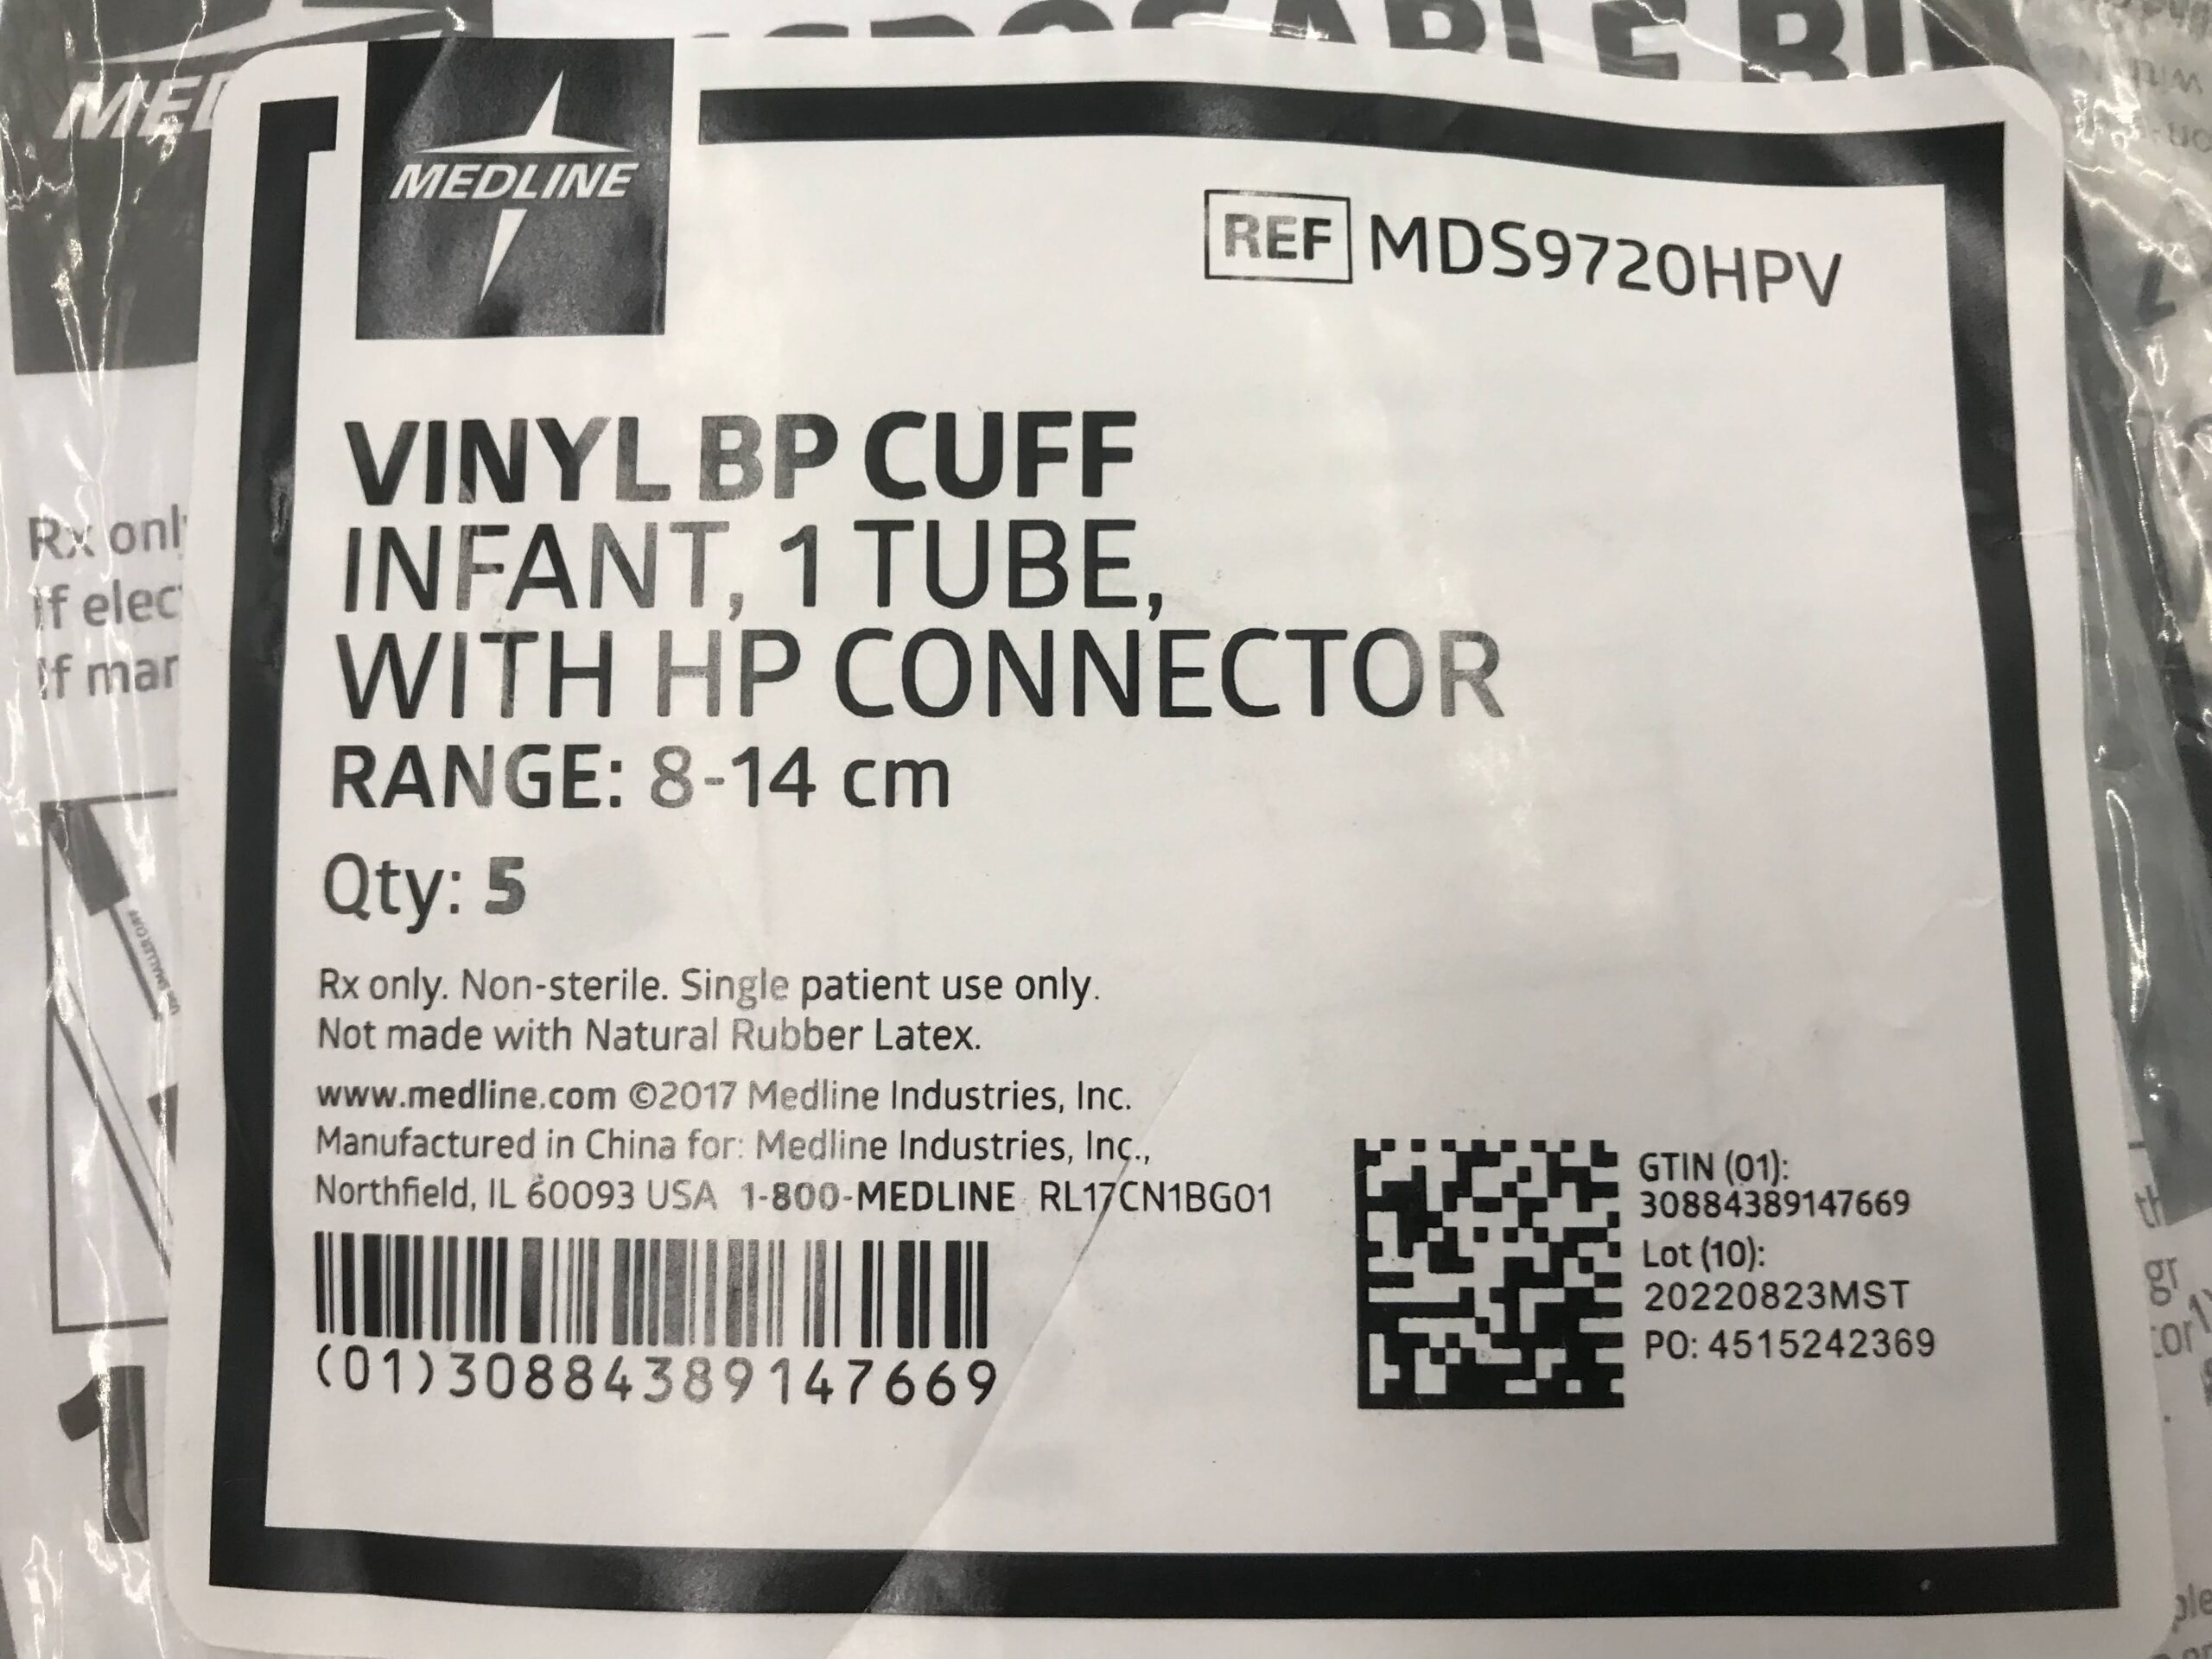 MEDLINE
REF MDS9720HPV
VINYL BP CUFF
INFANT, 1 TUBE,
WITH HP CONNECTOR
RANGE: 8-14 cm
Qty: 5
Rx only. Non-sterile. Single patient use only.
Not made with Natural Rubber Latex.
www.medline.com ©2017 Medline Industries, Inc.
Manufactured in China for: Medline Industries, Inc.,
Northfield, IL 60093 USA 1-800-MEDLINE RL17CN1BG01
(01)30884389147669
GTIN (01):
30884389147669
Lot (10):
20220823MST
PO: 4515242369
Rx
If
If
1